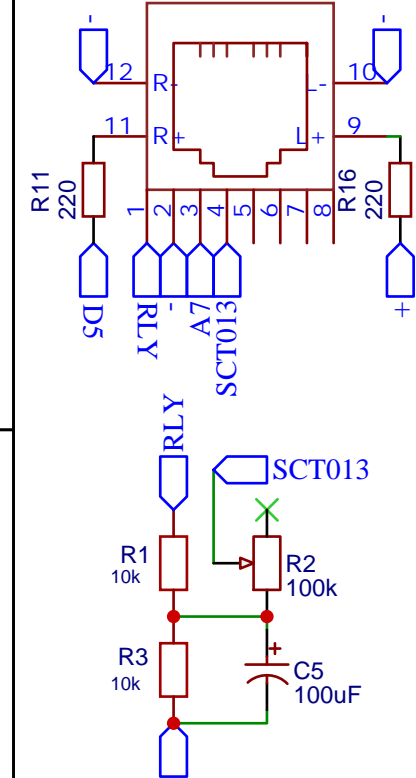 - -
12 R- L- 10
11 R+ L+ 9
R11 220
R16 220
1 2 3 4 5 6 7 8
D5
RLY
-
A7
SCT013
+
RLY
SCT013
R1
10k
R2
100k
R3
10k
+
C5
100uF